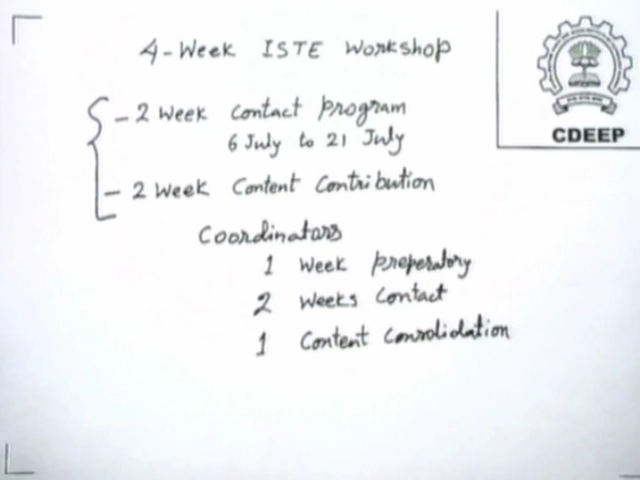 4-Week ISTE Workshop
CDEEP
- 2 Week Contact Program
6 July to 21 July
- 2 Week Content Contribution
Coordinators
1 Week Preperatory
2 Weeks Contact
1 Content Consolidation